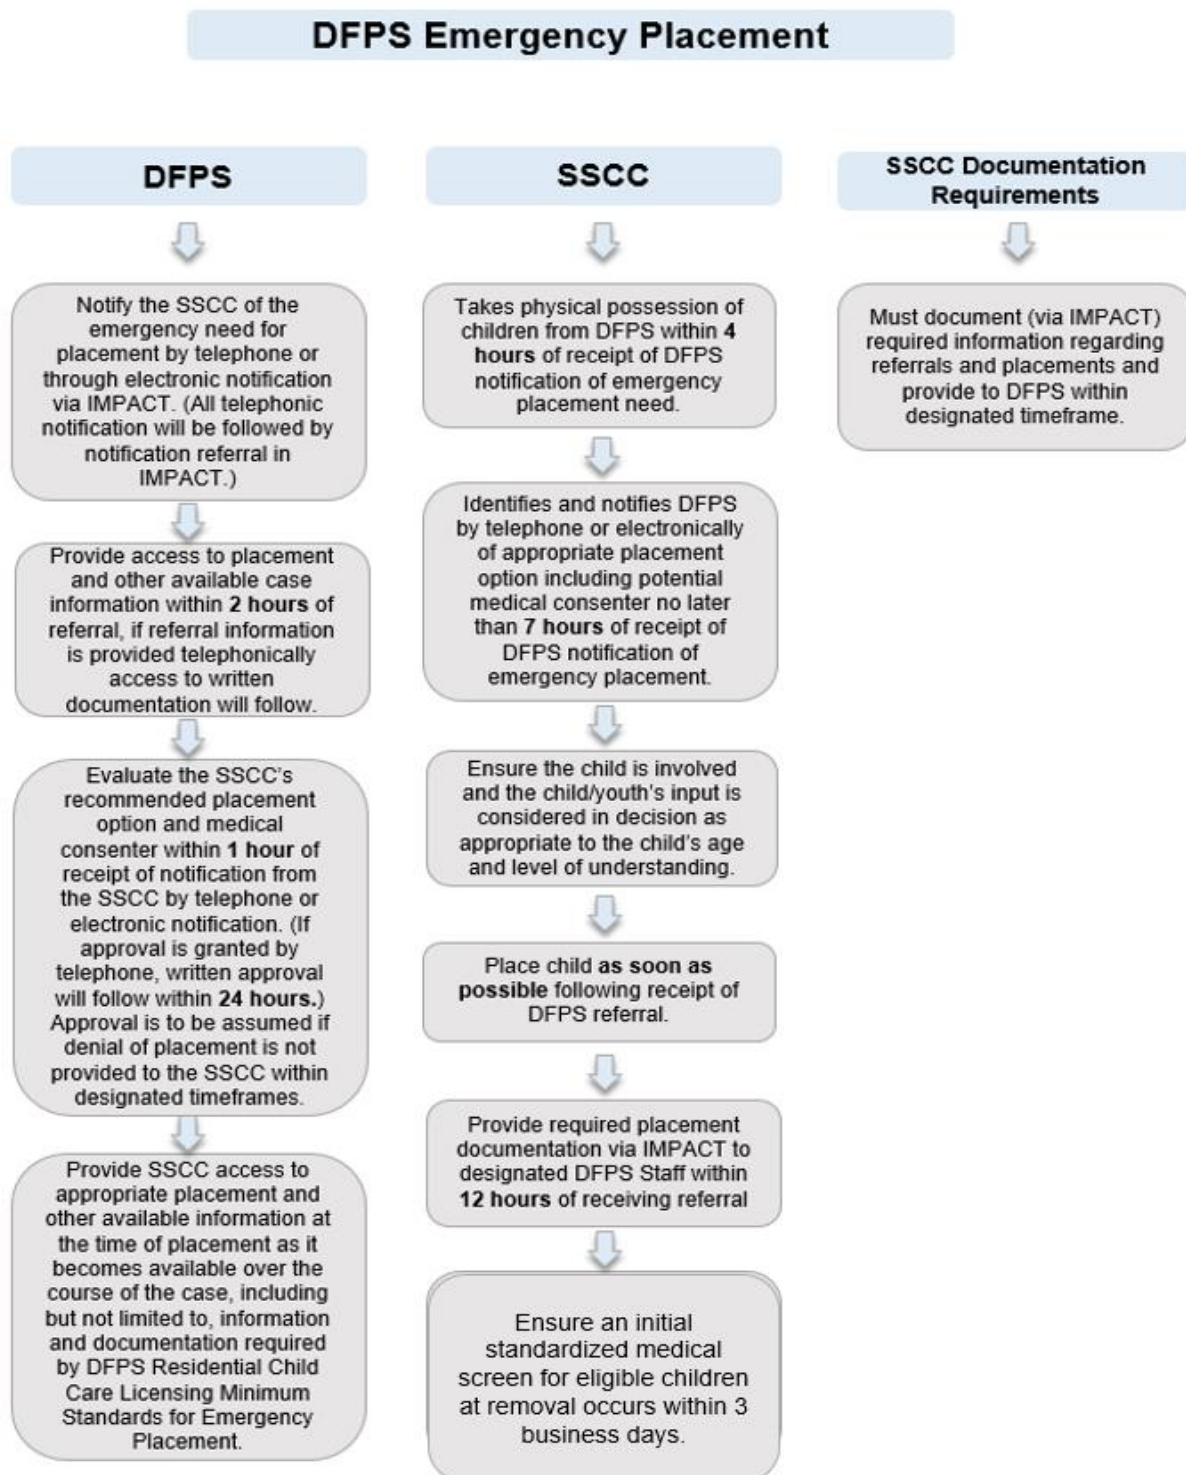 DFPS Emergency Placement
DFPS
Notify the SSCC of the
emergency need for
placement by telephone or
through electronic notification
via IMPACT. (All telephonic
notification will be followed by
notification referral in
IMPACT.)
Provide access to placement
and other available case
information within 2 hours of
referral, if referral information
is provided telephonically
access to written
documentation will follow.
Evaluate the SSCC's
recommended placement
option and medical
consenter within 1 hour of
receipt of notification from
the SSCC by telephone or
electronic notification. (If
approval is granted by
telephone, written approval
will follow within 24 hours.)
Approval is to be assumed if
denial of placement is not
provided to the SSCC within
designated timeframes.
Provide SSCC access to
appropriate placement and
other available information at
the time of placement as it
becomes available over the
course of the case, including
but not limited to, information
and documentation required
by DFPS Residential Child
Care Licensing Minimum
Standards for Emergency
Placement.
SSCC
Takes physical possession of
children from DFPS within 4
hours of receipt of DFPS
notification of emergency
placement need.
Identifies and notifies DFPS
by telephone or electronically
of appropriate placement
option including potential
medical consenter no later
than 7 hours of receipt of
DFPS notification of
emergency placement.
Ensure the child is involved
and the child/youth's input is
considered in decision as
appropriate to the child's age
and level of understanding.
Place child as soon as
possible following receipt of
DFPS referral.
Provide required placement
documentation via IMPACT to
designated DFPS Staff within
12 hours of receiving referral
Ensure an initial
standardized medical
screen for eligible children
at removal occurs within 3
business days.
SSCC Documentation
Requirements
Must document (via IMPACT)
required information regarding
referrals and placements and
provide to DFPS within
designated timeframe.